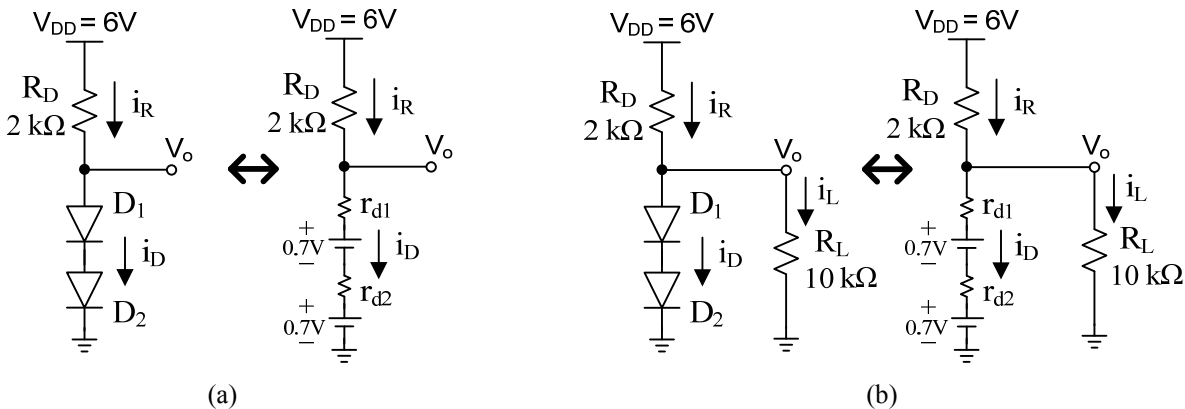 V_DD = 6V
R_D
2 kΩ
i_R
V_o
D_1
i_D
D_2
V_DD = 6V
R_D
2 kΩ
i_R
V_o
r_d1
+
0.7V
−
i_D
r_d2
+
0.7V
−
(a)
V_DD = 6V
R_D
2 kΩ
i_R
V_o
D_1
i_D
D_2
i_L
R_L
10 kΩ
V_DD = 6V
R_D
2 kΩ
i_R
V_o
r_d1
+
0.7V
−
i_D
r_d2
+
0.7V
−
i_L
R_L
10 kΩ
(b)